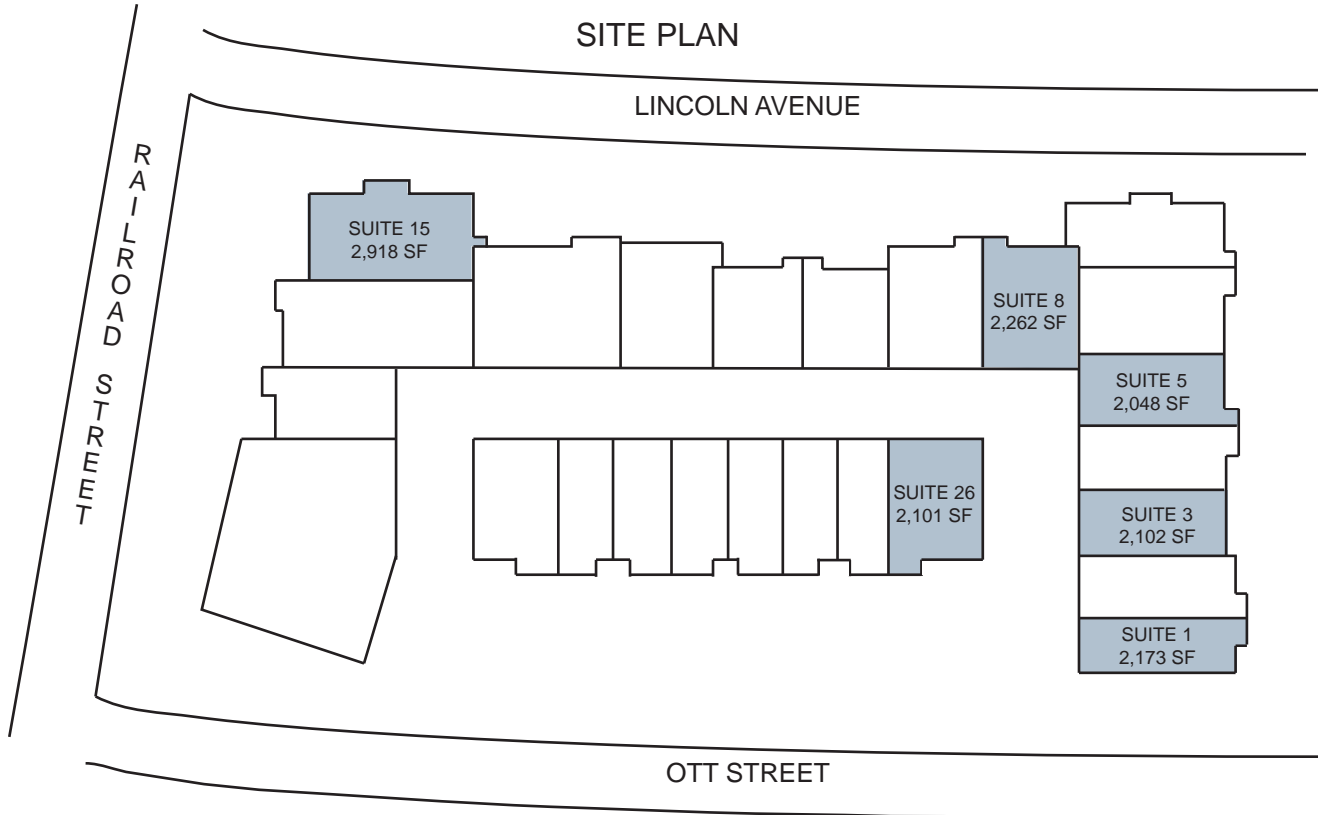 SITE PLAN
LINCOLN AVENUE
RAILROAD STREET
SUITE 15
2,918 SF
SUITE 8
2,262 SF
SUITE 5
2,048 SF
SUITE 26
2,101 SF
SUITE 3
2,102 SF
SUITE 1
2,173 SF
OTT STREET